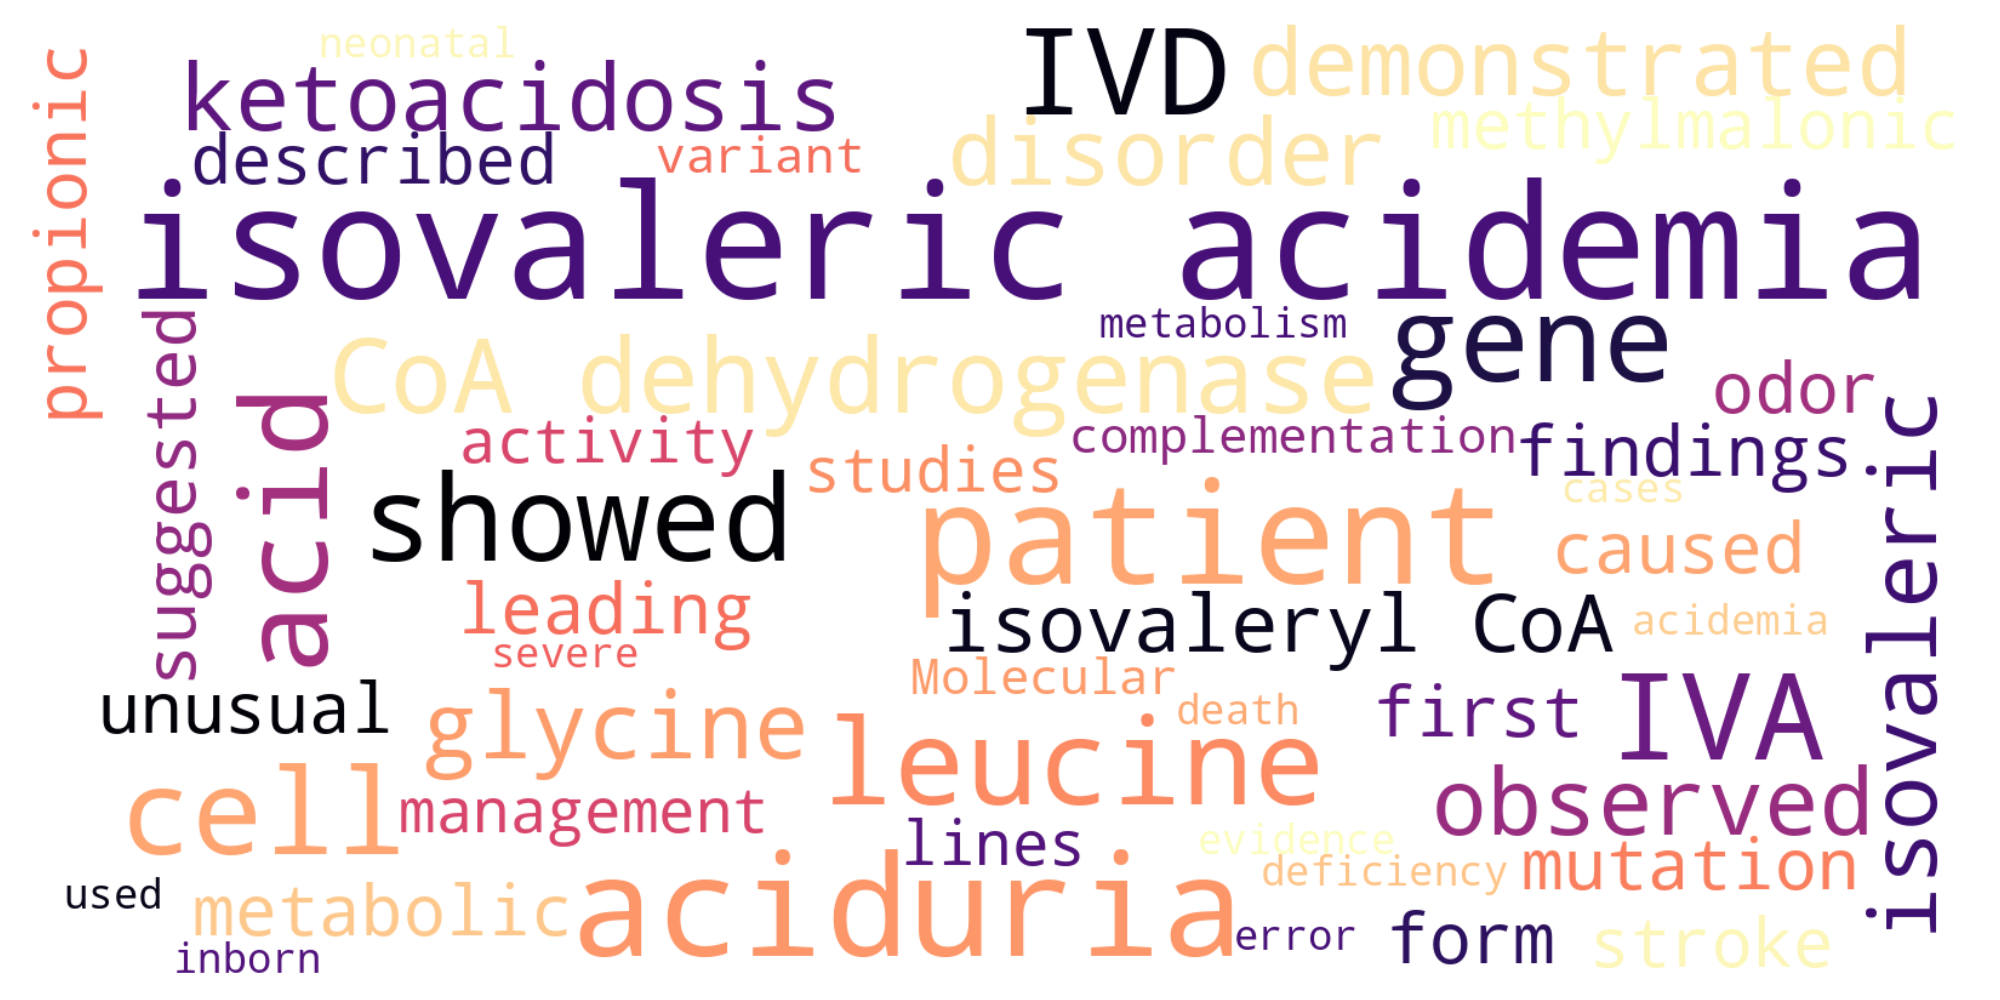 neonatal
IVD
demonstrated
propionic
ketoacidosis
methylmalonic
described
variant
disorder
isovaleric acidemia
metabolism
gene
suggested
CoA dehydrogenase
odor
acid
activity
complementation
findings
isovaleric
showed
studies
patient
cases
caused
leading
isovaleryl CoA
acidemia
severe
Molecular
unusual
glycine
death
first
IVA
leucine
cell
management
observed
lines
evidence
mutation
used
metabolic
aciduria
deficiency
inborn
error
form
stroke